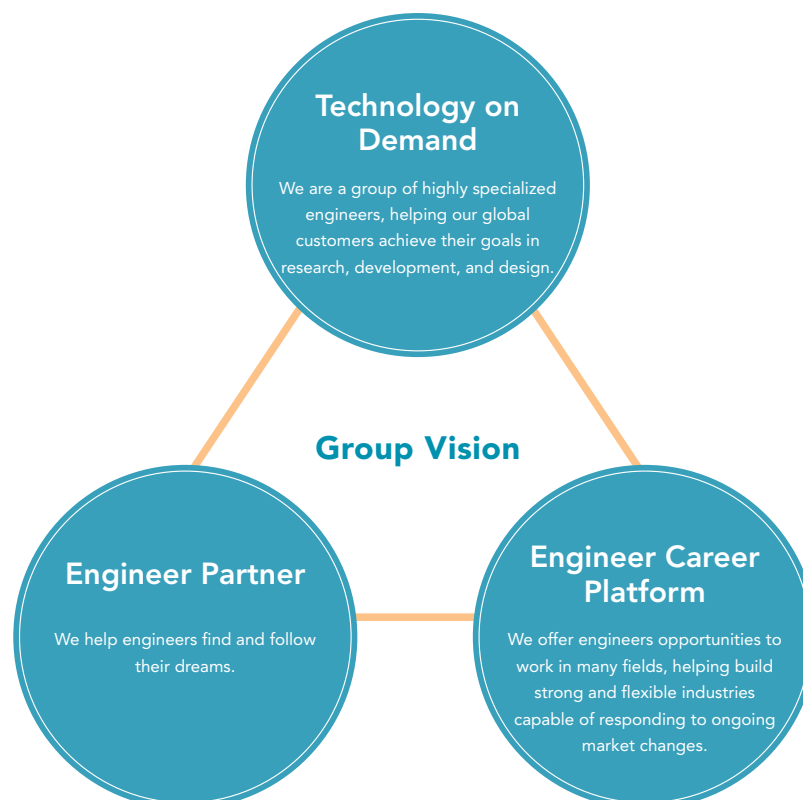 Technology on
Demand
We are a group of highly specialized
engineers, helping our global
customers achieve their goals in
research, development, and design.
Group Vision
Engineer Partner
We help engineers find and follow
their dreams.
Engineer Career
Platform
We offer engineers opportunities to
work in many fields, helping build
strong and flexible industries
capable of responding to ongoing
market changes.